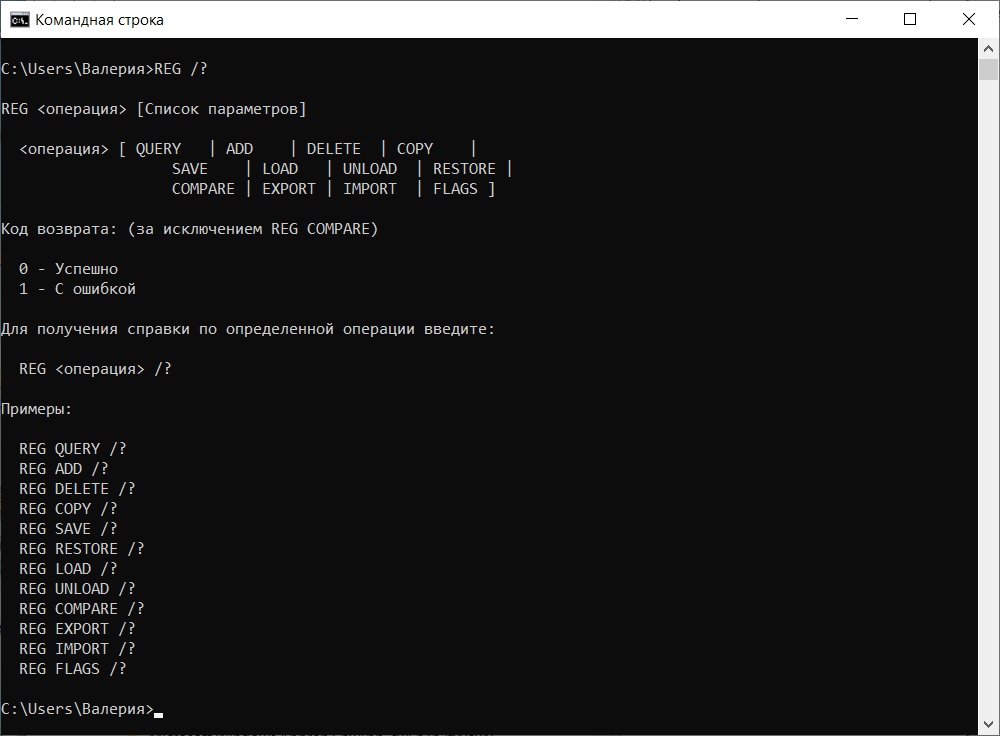 Командная строка
C:\Users\Валерия>REG /?
REG <операция> [Список параметров]
<операция> [ QUERY   | ADD    | DELETE  | COPY    |
SAVE    | LOAD   | UNLOAD  | RESTORE |
COMPARE | EXPORT | IMPORT  | FLAGS ]
Код возврата: (за исключением REG COMPARE)
0 - Успешно
1 - С ошибкой
Для получения справки по определенной операции введите:
REG <операция> /?
Примеры:
REG QUERY /?
REG ADD /?
REG DELETE /?
REG COPY /?
REG SAVE /?
REG RESTORE /?
REG LOAD /?
REG UNLOAD /?
REG COMPARE /?
REG EXPORT /?
REG IMPORT /?
REG FLAGS /?
C:\Users\Валерия>